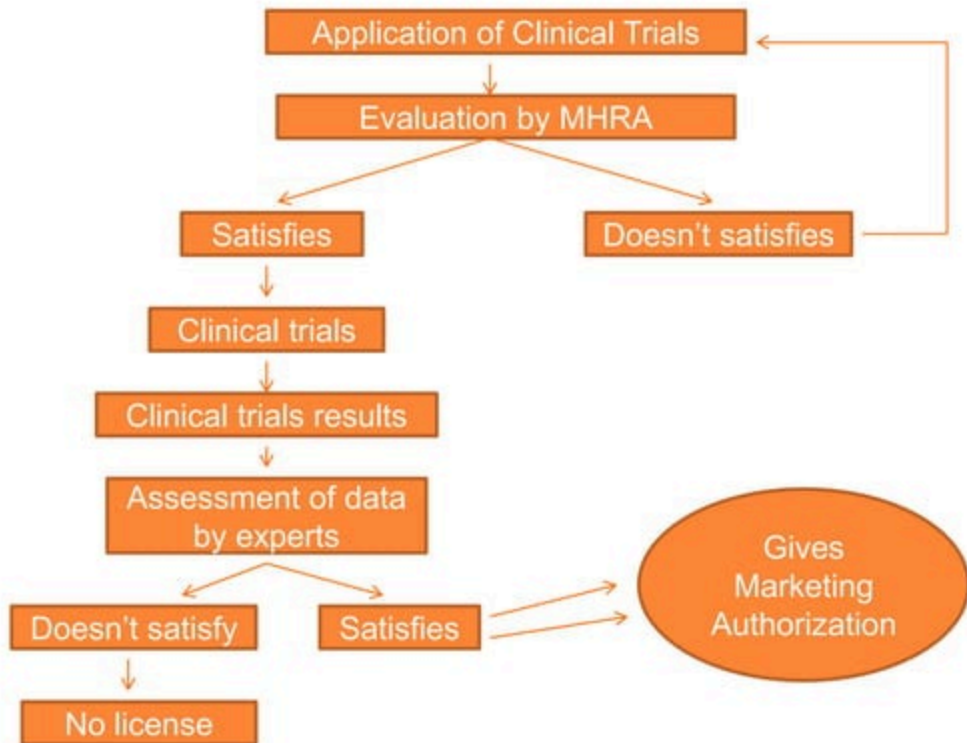 Application of Clinical Trials
Evaluation by MHRA
Satisfies
Doesn't satisfies
Clinical trials
Clinical trials results
Assessment of data
by experts
Gives
Marketing
Authorization
Doesn't satisfy
Satisfies
No license